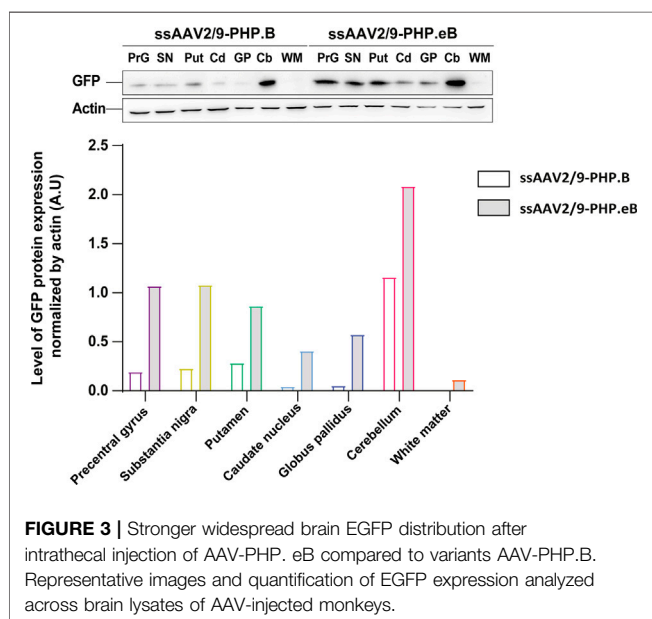 ssAAV2/9-PHP.B ssAAV2/9-PHP.eB
PrG SN Put Cd GP Cb WM PrG SN Put Cd GP Cb WM
GFP
Actin
Level of GFP protein expression
normalized by actin (A.U)
2.5
2.0
1.5
1.0
0.5
0.0
Precentral gyrus
Substantia nigra
Putamen
Caudate nucleus
Globus pallidus
Cerebellum
White matter
ssAAV2/9-PHP.B
ssAAV2/9-PHP.eB
FIGURE 3 | Stronger widespread brain EGFP distribution after
intrathecal injection of AAV-PHP. eB compared to variants AAV-PHP.B.
Representative images and quantification of EGFP expression analyzed
across brain lysates of AAV-injected monkeys.